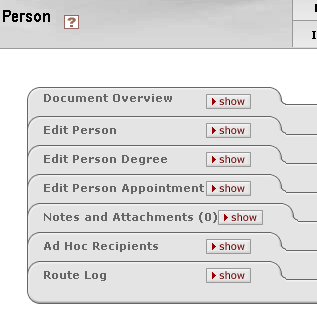 Person ?
Document Overview show
Edit Person show
Edit Person Degree show
Edit Person Appointment show
Notes and Attachments (0) show
Ad Hoc Recipients show
Route Log show